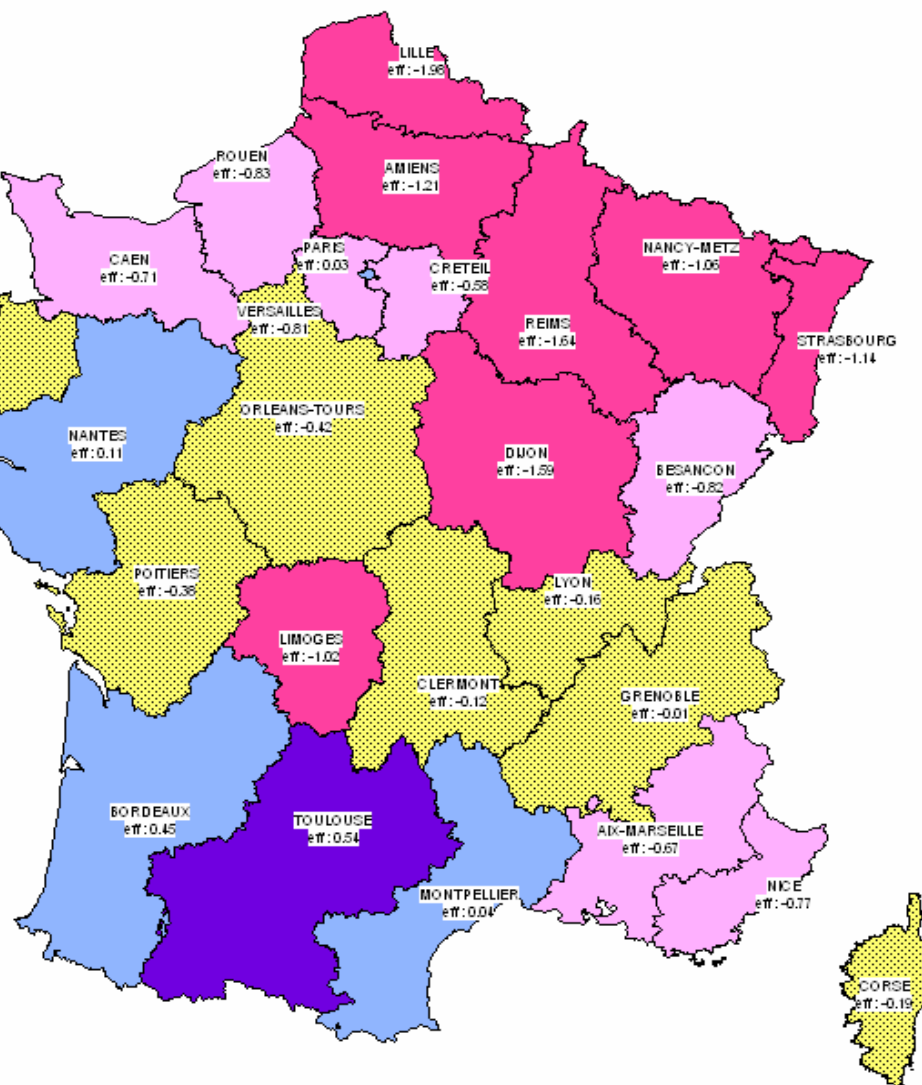 LILLE
eff:-1.98
ROUEN
eff:-0.83
AMIENS
eff:-1.21
PARIS
eff:0.03
CRETEIL
eff:-0.58
NANCY-METZ
eff:-1.06
CAEN
eff:-0.71
VERSAILLES
eff:-0.81
REIMS
eff:-1.64
STRASBOURG
eff:-1.14
ORLEANS-TOURS
eff:-0.42
NANTES
eff:0.11
DIJON
eff:-1.59
BESANCON
eff:-0.82
POITIERS
eff:-0.38
LYON
eff:-0.16
LIMOGES
eff:-1.02
CLERMONT
eff:-0.12
GRENOBLE
eff:-0.01
BORDEAUX
eff:0.45
TOULOUSE
eff:0.54
AIX-MARSEILLE
eff:-0.67
MONTPELLIER
eff:0.04
NICE
eff:-0.77
CORSE
eff:-0.19